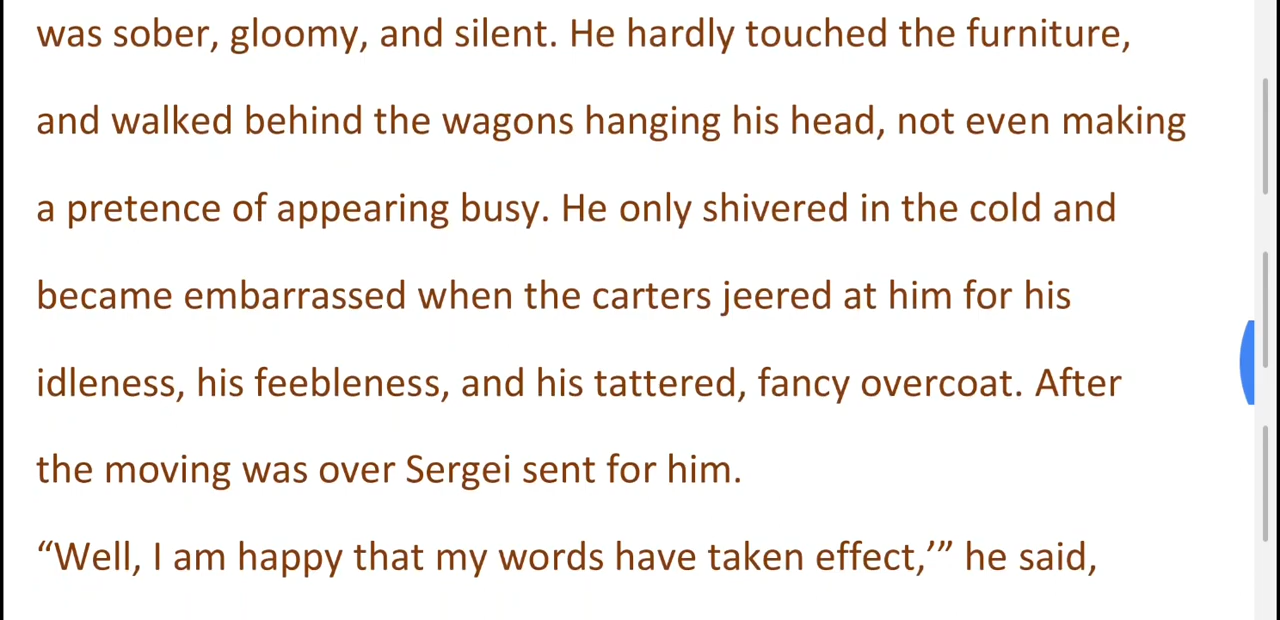 was sober, gloomy, and silent. He hardly touched the furniture,
and walked behind the wagons hanging his head, not even making
a pretence of appearing busy. He only shivered in the cold and
became embarrassed when the carters jeered at him for his
idleness, his feebleness, and his tattered, fancy overcoat. After
the moving was over Sergei sent for him.
“Well, I am happy that my words have taken effect,’” he said,